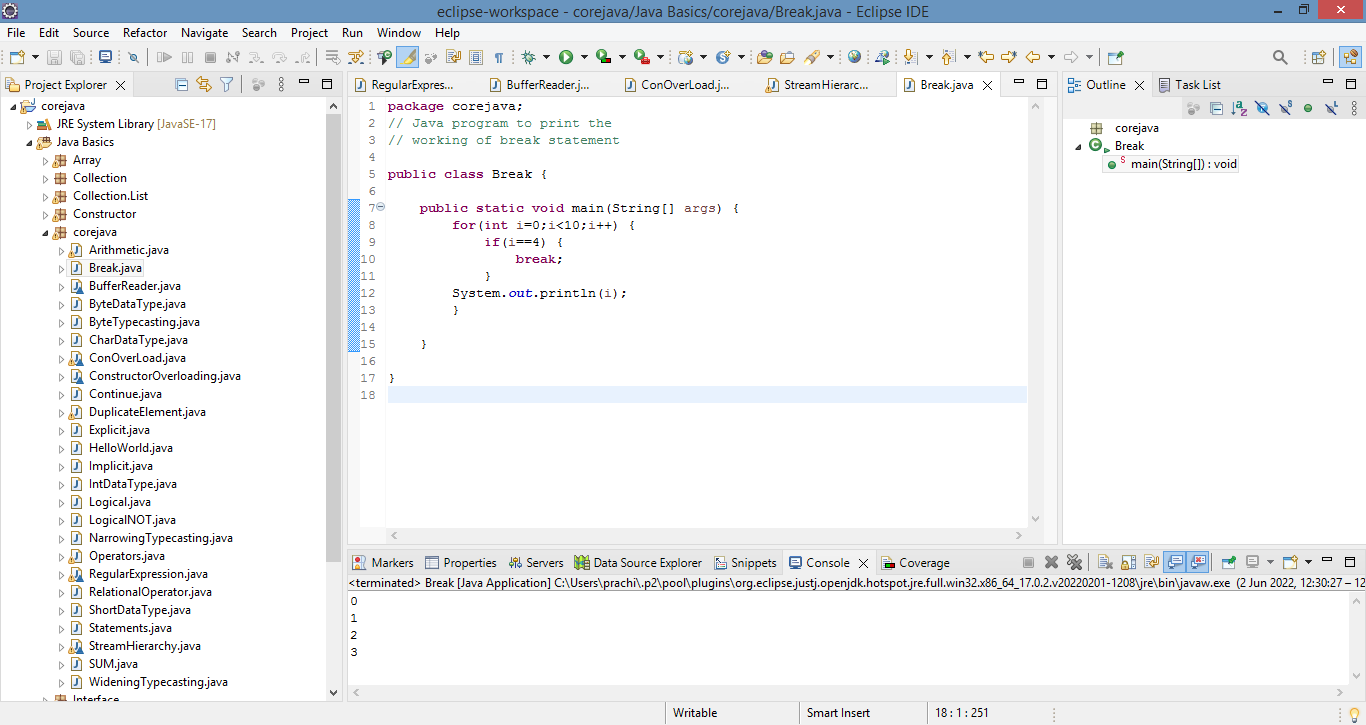 eclipse-workspace - corejava/Java Basics/corejava/Break.java - Eclipse IDE
File Edit Source Refactor Navigate Search Project Run Window Help
Project Explorer
corejava
JRE System Library [JavaSE-17]
Java Basics
Array
Collection
Collection.List
Constructor
corejava
Arithmetic.java
Break.java
BufferReader.java
ByteDataType.java
ByteTypecasting.java
CharDataType.java
ConOverLoad.java
ConstructorOverloading.java
Continue.java
DuplicateElement.java
Explicit.java
HelloWorld.java
Implicit.java
IntDataType.java
Logical.java
LogicalNOT.java
NarrowingTypecasting.java
Operators.java
RegularExpression.java
RelationalOperator.java
ShortDataType.java
Statements.java
StreamHierarchy.java
SUM.java
WideningTypecasting.java
Interface
RegularExpres... BufferReader.j... ConOverLoad.j... StreamHierarc... Break.java
1 package corejava;
2 // Java program to print the
3 // working of break statement
4
5 public class Break {
6
7 public static void main(String[] args) {
8 for(int i=0;i<10;i++) {
9 if(i==4) {
10 break;
11 }
12 System.out.println(i);
13 }
14
15 }
16
17 }
18
Outline Task List
corejava
Break
main(String[]) : void
Markers Properties Servers Data Source Explorer Snippets Console Coverage
<terminated> Break [Java Application] C:\Users\prachi\.p2\pool\plugins\org.eclipse.justj.openjdk.hotspot.jre.full.win32.x86_64_17.0.2.v20220201-1208\jre\bin\javaw.exe (2 Jun 2022, 12:30:27 – 12
0
1
2
3
Writable Smart Insert 18 : 1 : 251